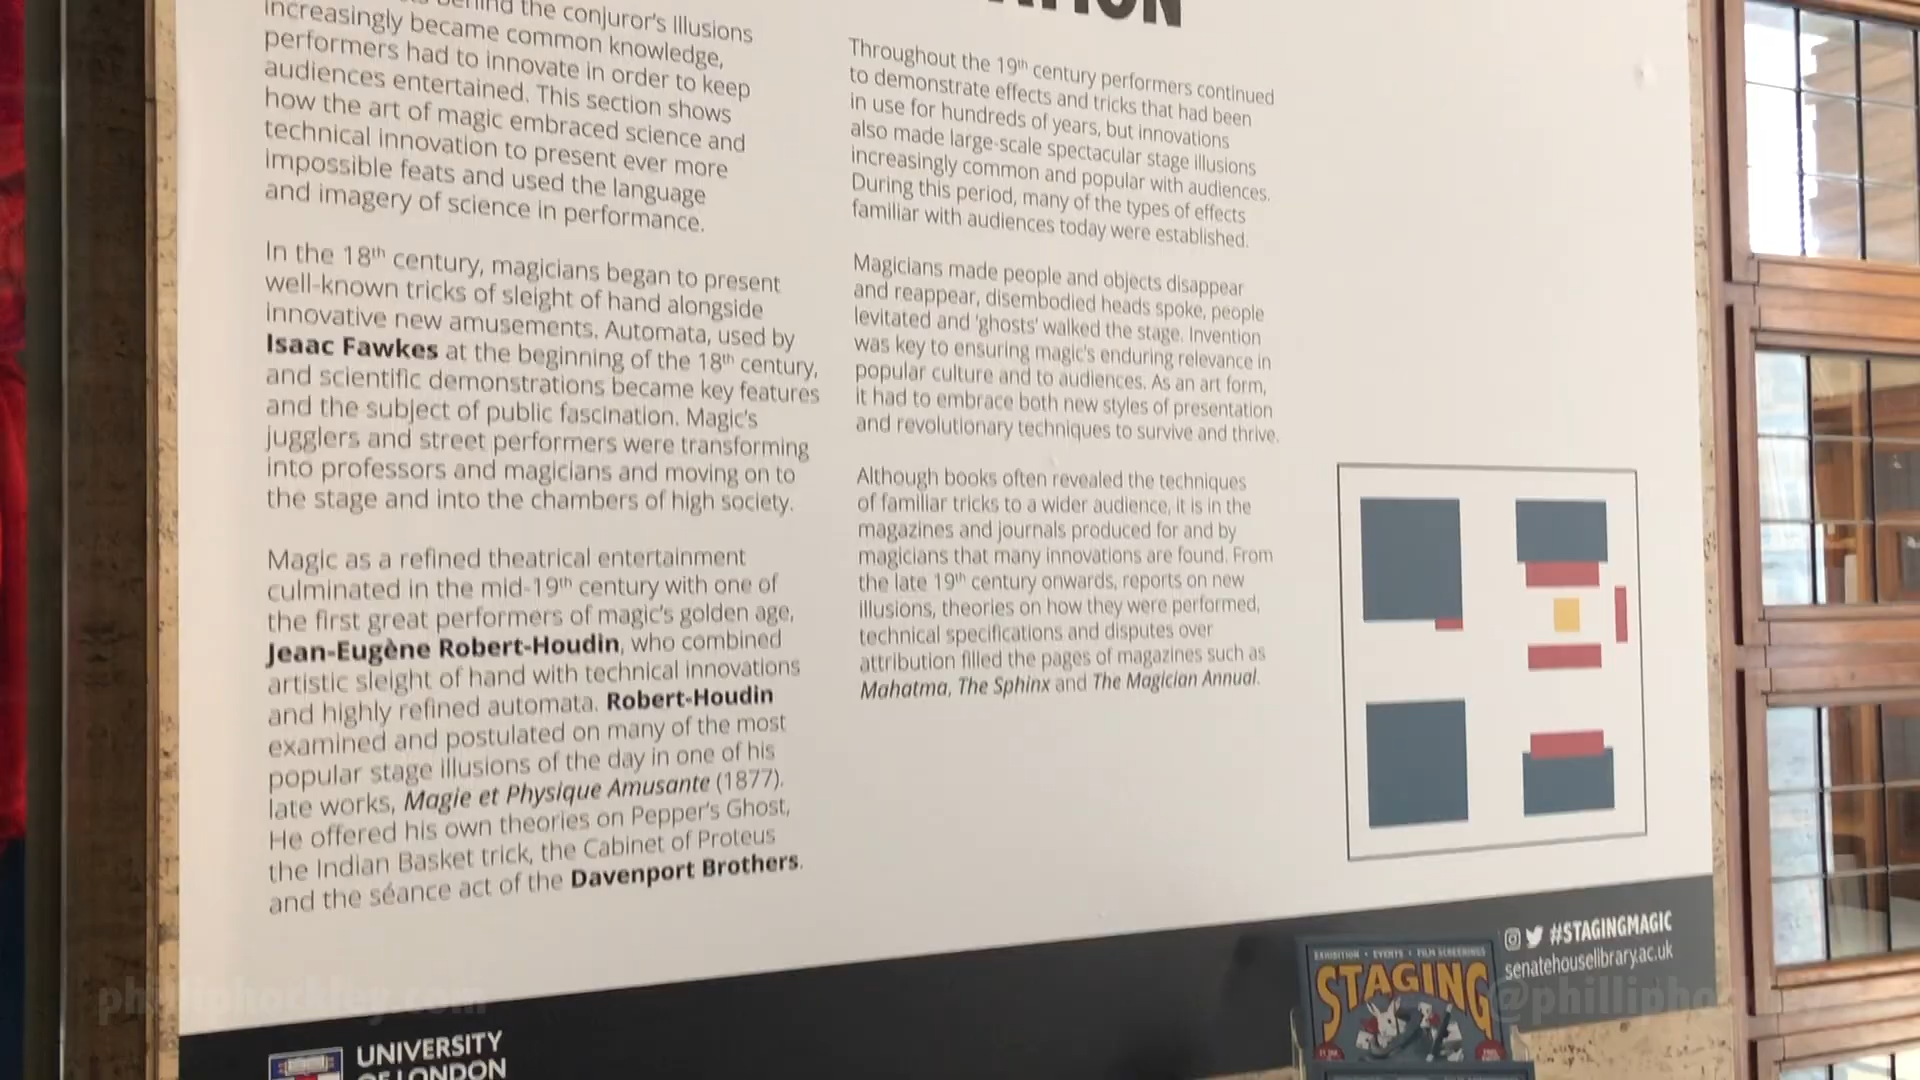 ATION
behind the conjuror's Illusions
increasingly became common knowledge,
performers had to innovate in order to keep
audiences entertained. This section shows
how the art of magic embraced science and
technical innovation to present ever more
impossible feats and used the language
and imagery of science in performance.
In the 18th century, magicians began to present
well-known tricks of sleight of hand alongside
innovative new amusements. Automata, used by
Isaac Fawkes at the beginning of the 18th century,
and scientific demonstrations became key features
and the subject of public fascination. Magic's
jugglers and street performers were transforming
into professors and magicians and moving on to
the stage and into the chambers of high society.
Magic as a refined theatrical entertainment
culminated in the mid-19th century with one of
the first great performers of magic's golden age,
Jean-Eugène Robert-Houdin, who combined
artistic sleight of hand with technical innovations
and highly refined automata. Robert-Houdin
examined and postulated on many of the most
popular stage illusions of the day in one of his
late works, Magie et Physique Amusante (1877).
He offered his own theories on Pepper's Ghost,
the Indian Basket trick, the Cabinet of Proteus
and the séance act of the Davenport Brothers.
Throughout the 19th century performers continued
to demonstrate effects and tricks that had been
in use for hundreds of years, but innovations
also made large-scale spectacular stage illusions
increasingly common and popular with audiences.
During this period, many of the types of effects
familiar with audiences today were established.
Magicians made people and objects disappear
and reappear, disembodied heads spoke, people
levitated and 'ghosts' walked the stage. Invention
was key to ensuring magic's enduring relevance in
popular culture and to audiences. As an art form,
it had to embrace both new styles of presentation
and revolutionary techniques to survive and thrive.
Although books often revealed the techniques
of familiar tricks to a wider audience, it is in the
magazines and journals produced for and by
magicians that many innovations are found. From
the late 19th century onwards, reports on new
illusions, theories on how they were performed,
technical specifications and disputes over
attribution filled the pages of magazines such as
Mahatma, The Sphinx and The Magician Annual.
#STAGINGMAGIC
senatehouselibrary.ac.uk
EXHIBITION • EVENTS • FILM SCREENINGS
STAGING
phillliphockley.com
@phillipho
UNIVERSITY
OF LONDON